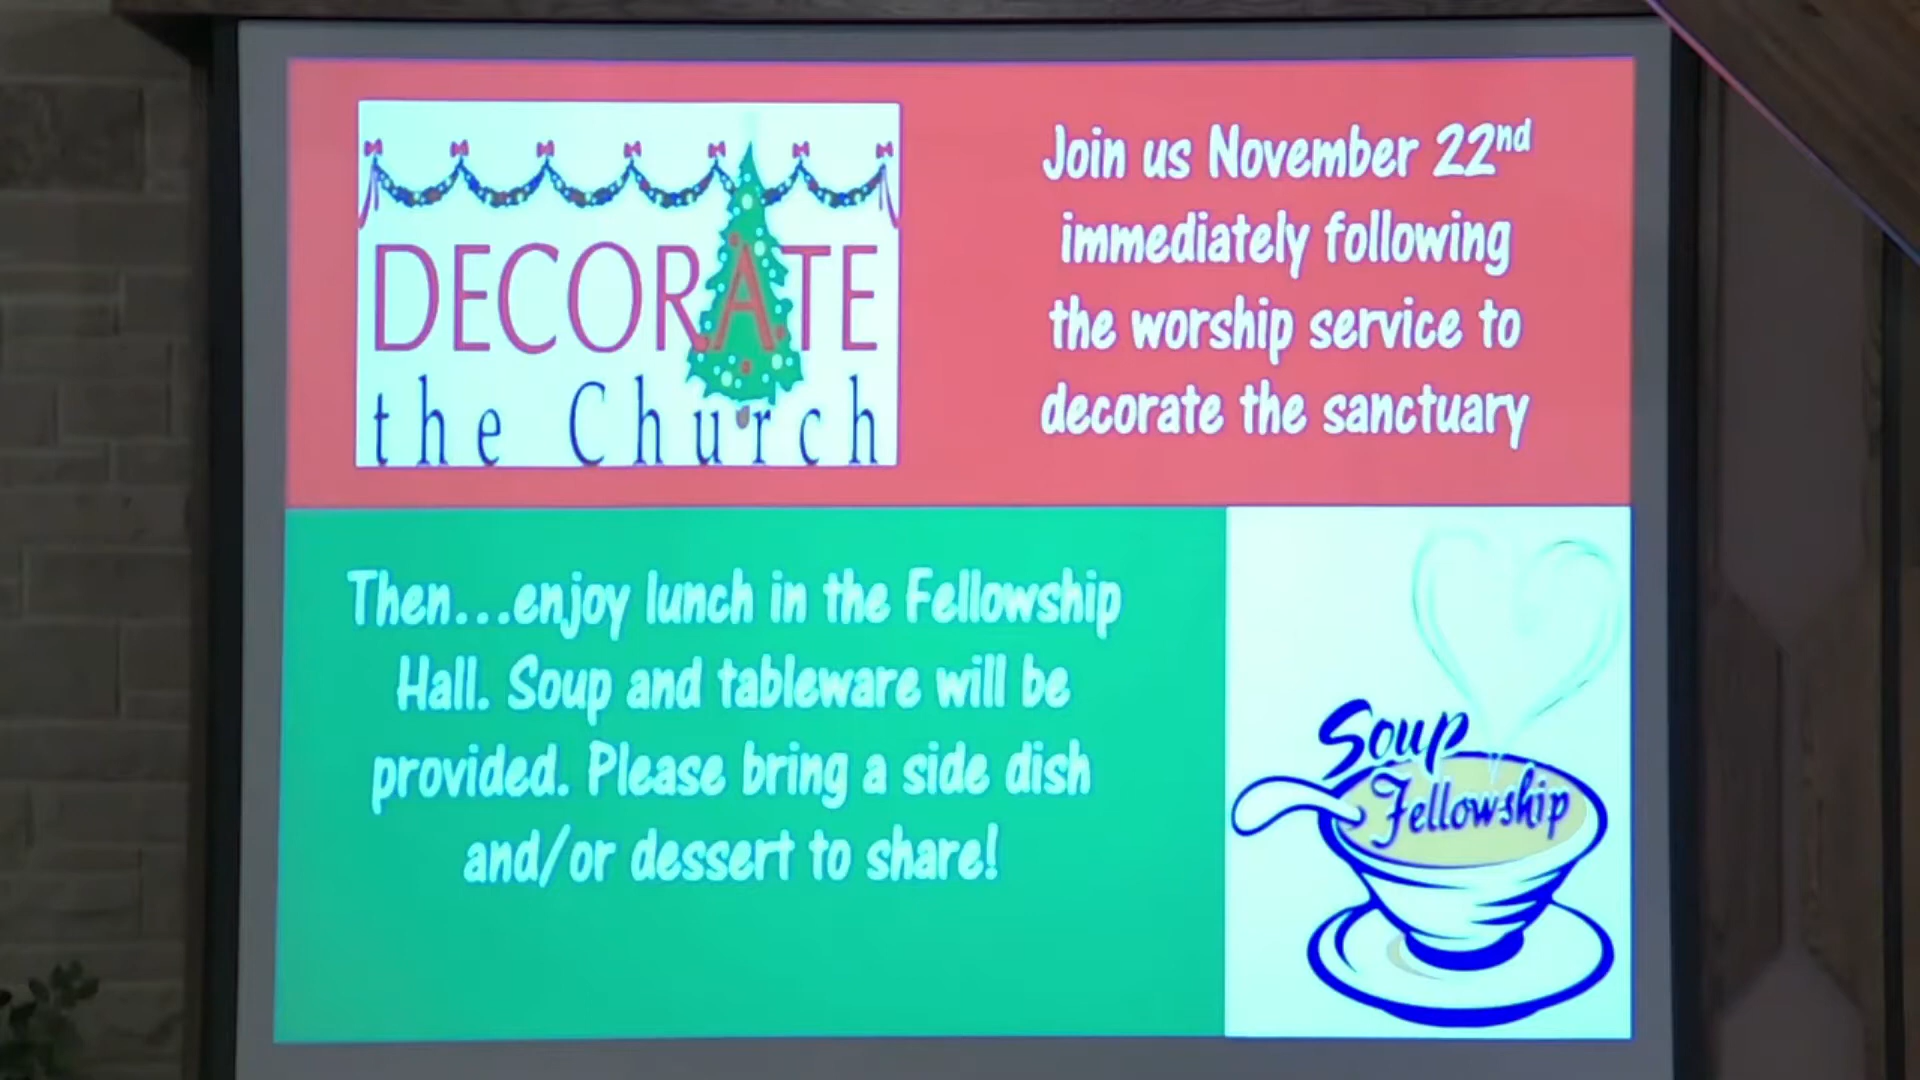 DECORATE
the Church
Join us November 22nd
immediately following
the worship service to
decorate the sanctuary
Then...enjoy lunch in the Fellowship
Hall. Soup and tableware will be
provided. Please bring a side dish
and/or dessert to share!
Soup
Fellowship